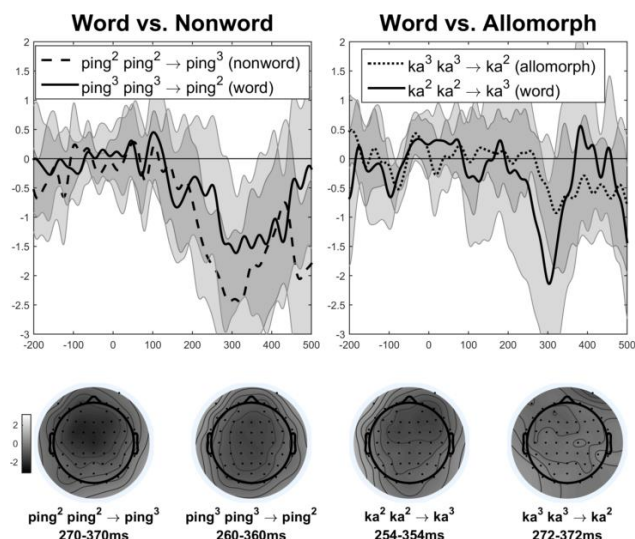 Word vs. Nonword
Word vs. Allomorph
2
1.5
1
0.5
0
-0.5
-1
-1.5
-2
-2.5
-3
ping² ping² → ping³ (nonword)
ping³ ping³ → ping² (word)
-200 -100 0 100 200 300 400 500
2
1.5
1
0.5
0
-0.5
-1
-1.5
-2
-2.5
-3
ka³ ka³ → ka² (allomorph)
ka² ka² → ka³ (word)
-200 -100 0 100 200 300 400 500
2
0
-2
ping² ping² → ping³
270-370ms
ping³ ping³ → ping²
260-360ms
ka² ka² → ka³
254-354ms
ka³ ka³ → ka²
272-372ms